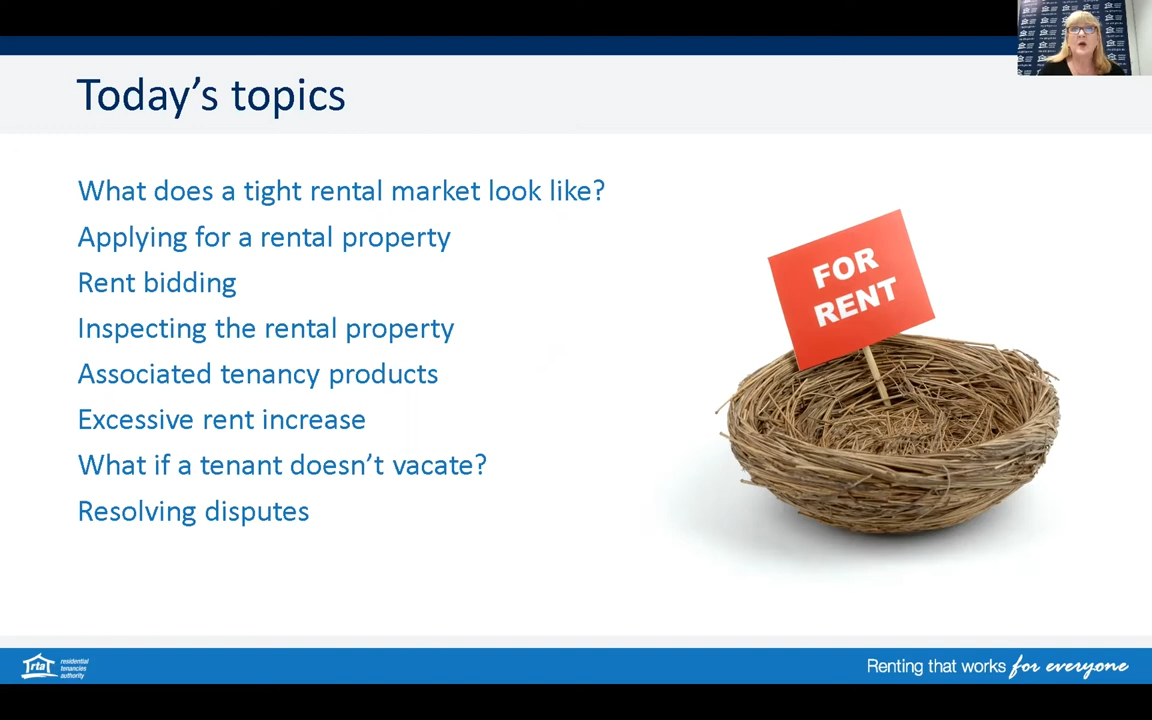 Today's topics
What does a tight rental market look like?
Applying for a rental property
Rent bidding
Inspecting the rental property
Associated tenancy products
Excessive rent increase
What if a tenant doesn't vacate?
Resolving disputes
FOR
RENT
rta
residential
tenancies
authority
Renting that works for everyone